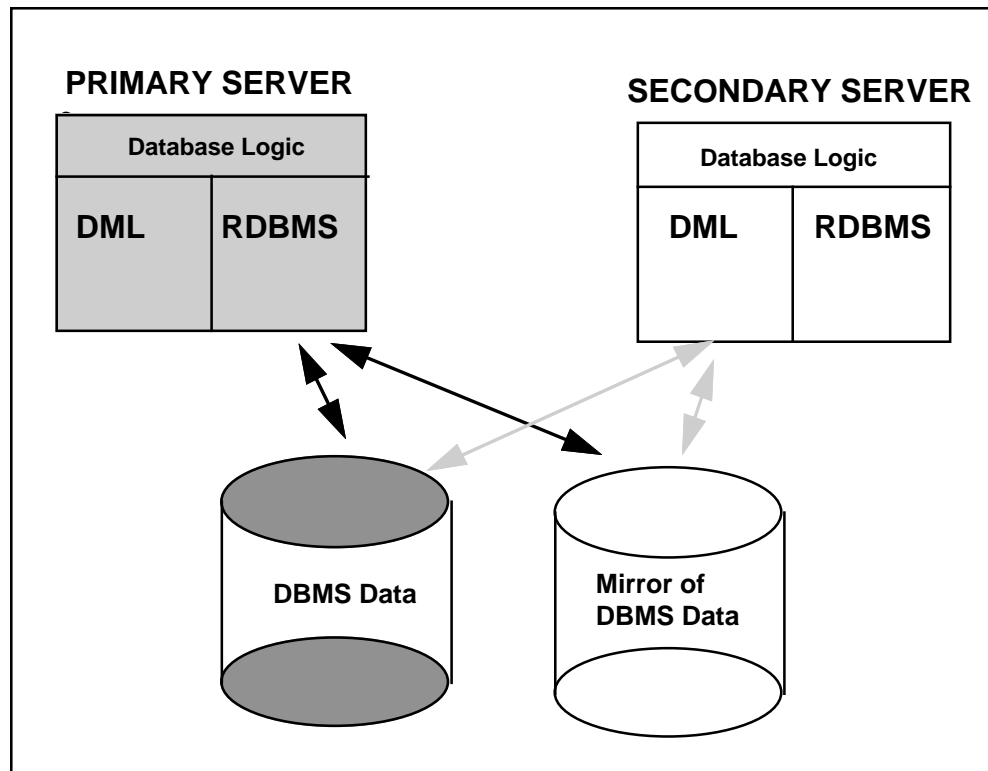 PRIMARY SERVER
Database Logic
DML
RDBMS
SECONDARY SERVER
Database Logic
DML
RDBMS
DBMS Data
Mirror of
DBMS Data